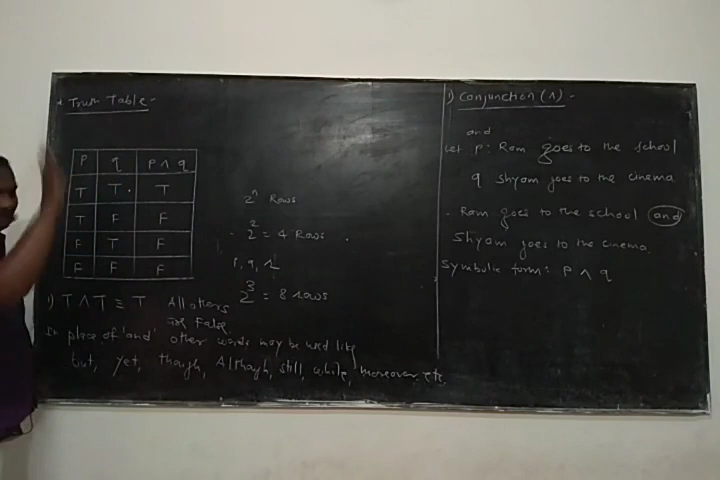 * Truth Table-
P q P ∧ q
T T. T
T F F
F T F
F F F
1) T ∧ T ≡ T All others
are False.
In place of 'and' other words may be used like
but, yet, though, Although, still, while, moreover etc.
2ⁿ Rows
2² = 4 Rows
P, q, r
2³ = 8 rows
1) Conjunction (∧) -
and
Let p: Ram goes to the school
q Shyam goes to the cinema
. Ram goes to the school and
Shyam goes to the cinema.
Symbolic form: P ∧ q